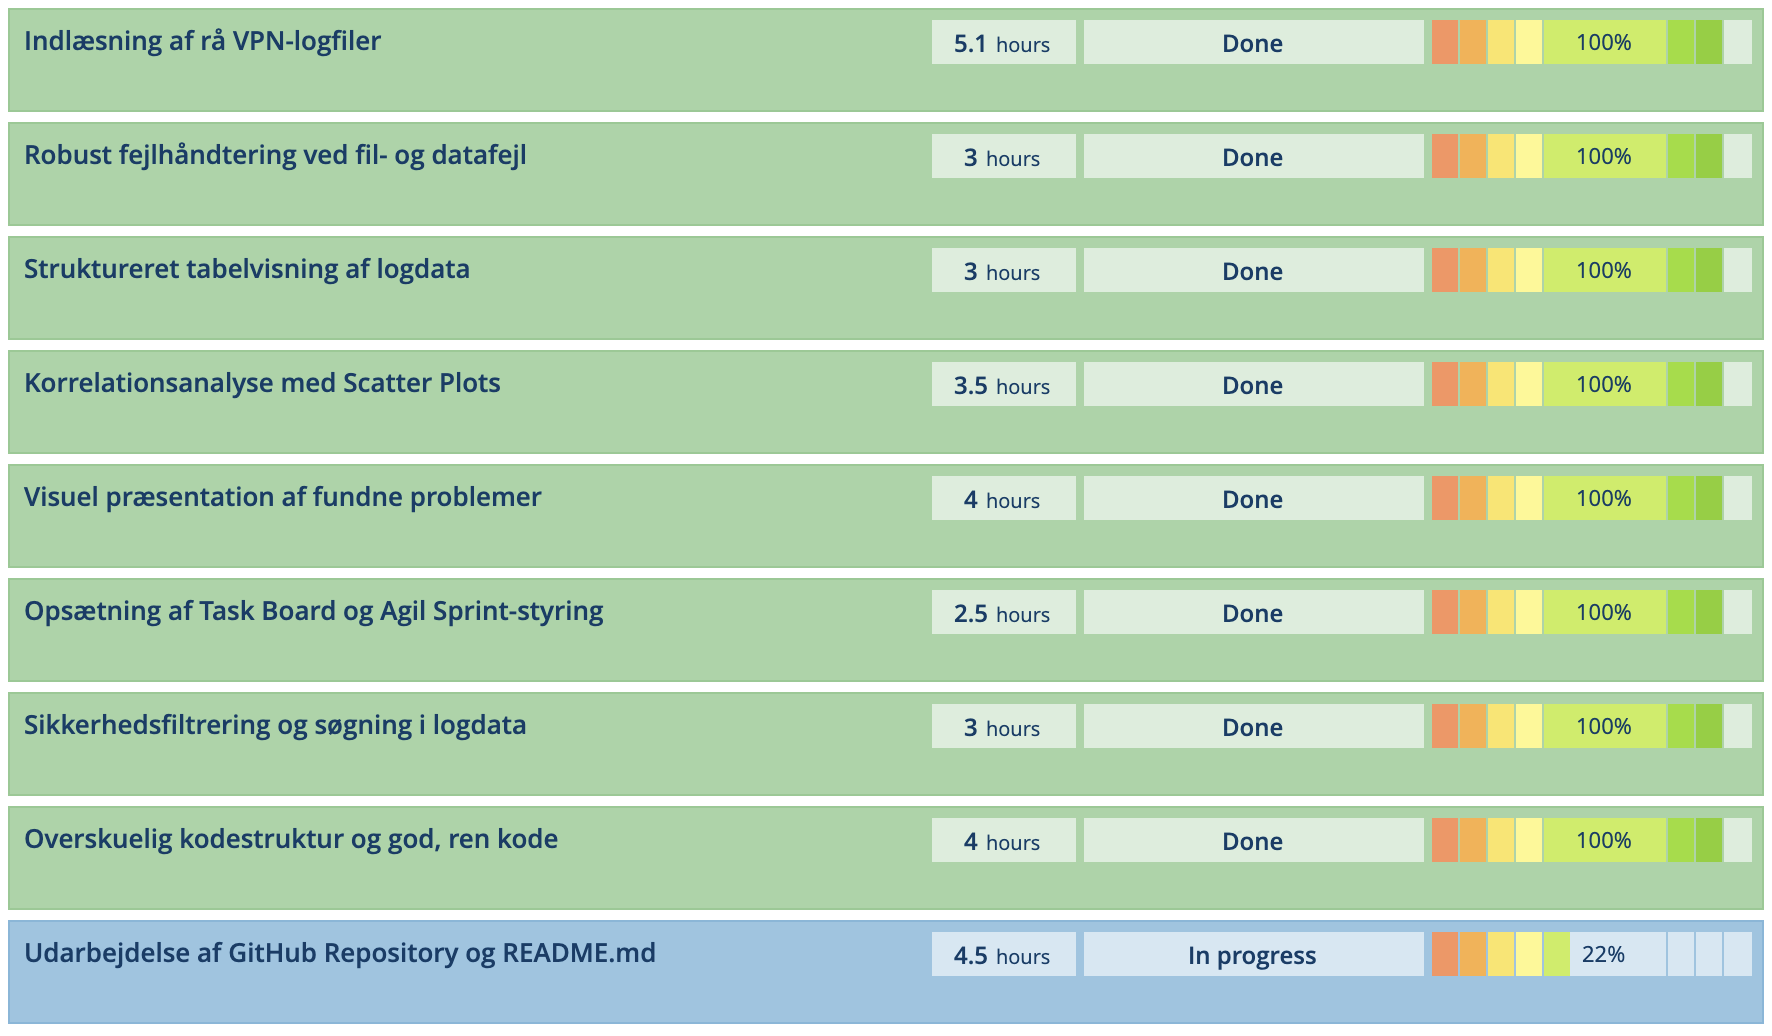 Indlæsning af rå VPN-logfiler 5.1 hours Done 100%
Robust fejlhåndtering ved fil- og datafejl 3 hours Done 100%
Struktureret tabelvisning af logdata 3 hours Done 100%
Korrelationsanalyse med Scatter Plots 3.5 hours Done 100%
Visuel præsentation af fundne problemer 4 hours Done 100%
Opsætning af Task Board og Agil Sprint-styring 2.5 hours Done 100%
Sikkerhedsfiltrering og søgning i logdata 3 hours Done 100%
Overskuelig kodestruktur og god, ren kode 4 hours Done 100%
Udarbejdelse af GitHub Repository og README.md 4.5 hours In progress 22%